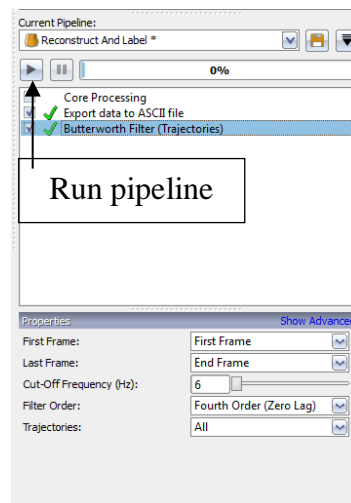 Current Pipeline:
Reconstruct And Label *
0%
Core Processing
Export data to ASCII file
Butterworth Filter (Trajectories)
Run pipeline
Properties Show Advanced
First Frame: First Frame
Last Frame: End Frame
Cut-Off Frequency (Hz): 6
Filter Order: Fourth Order (Zero Lag)
Trajectories: All